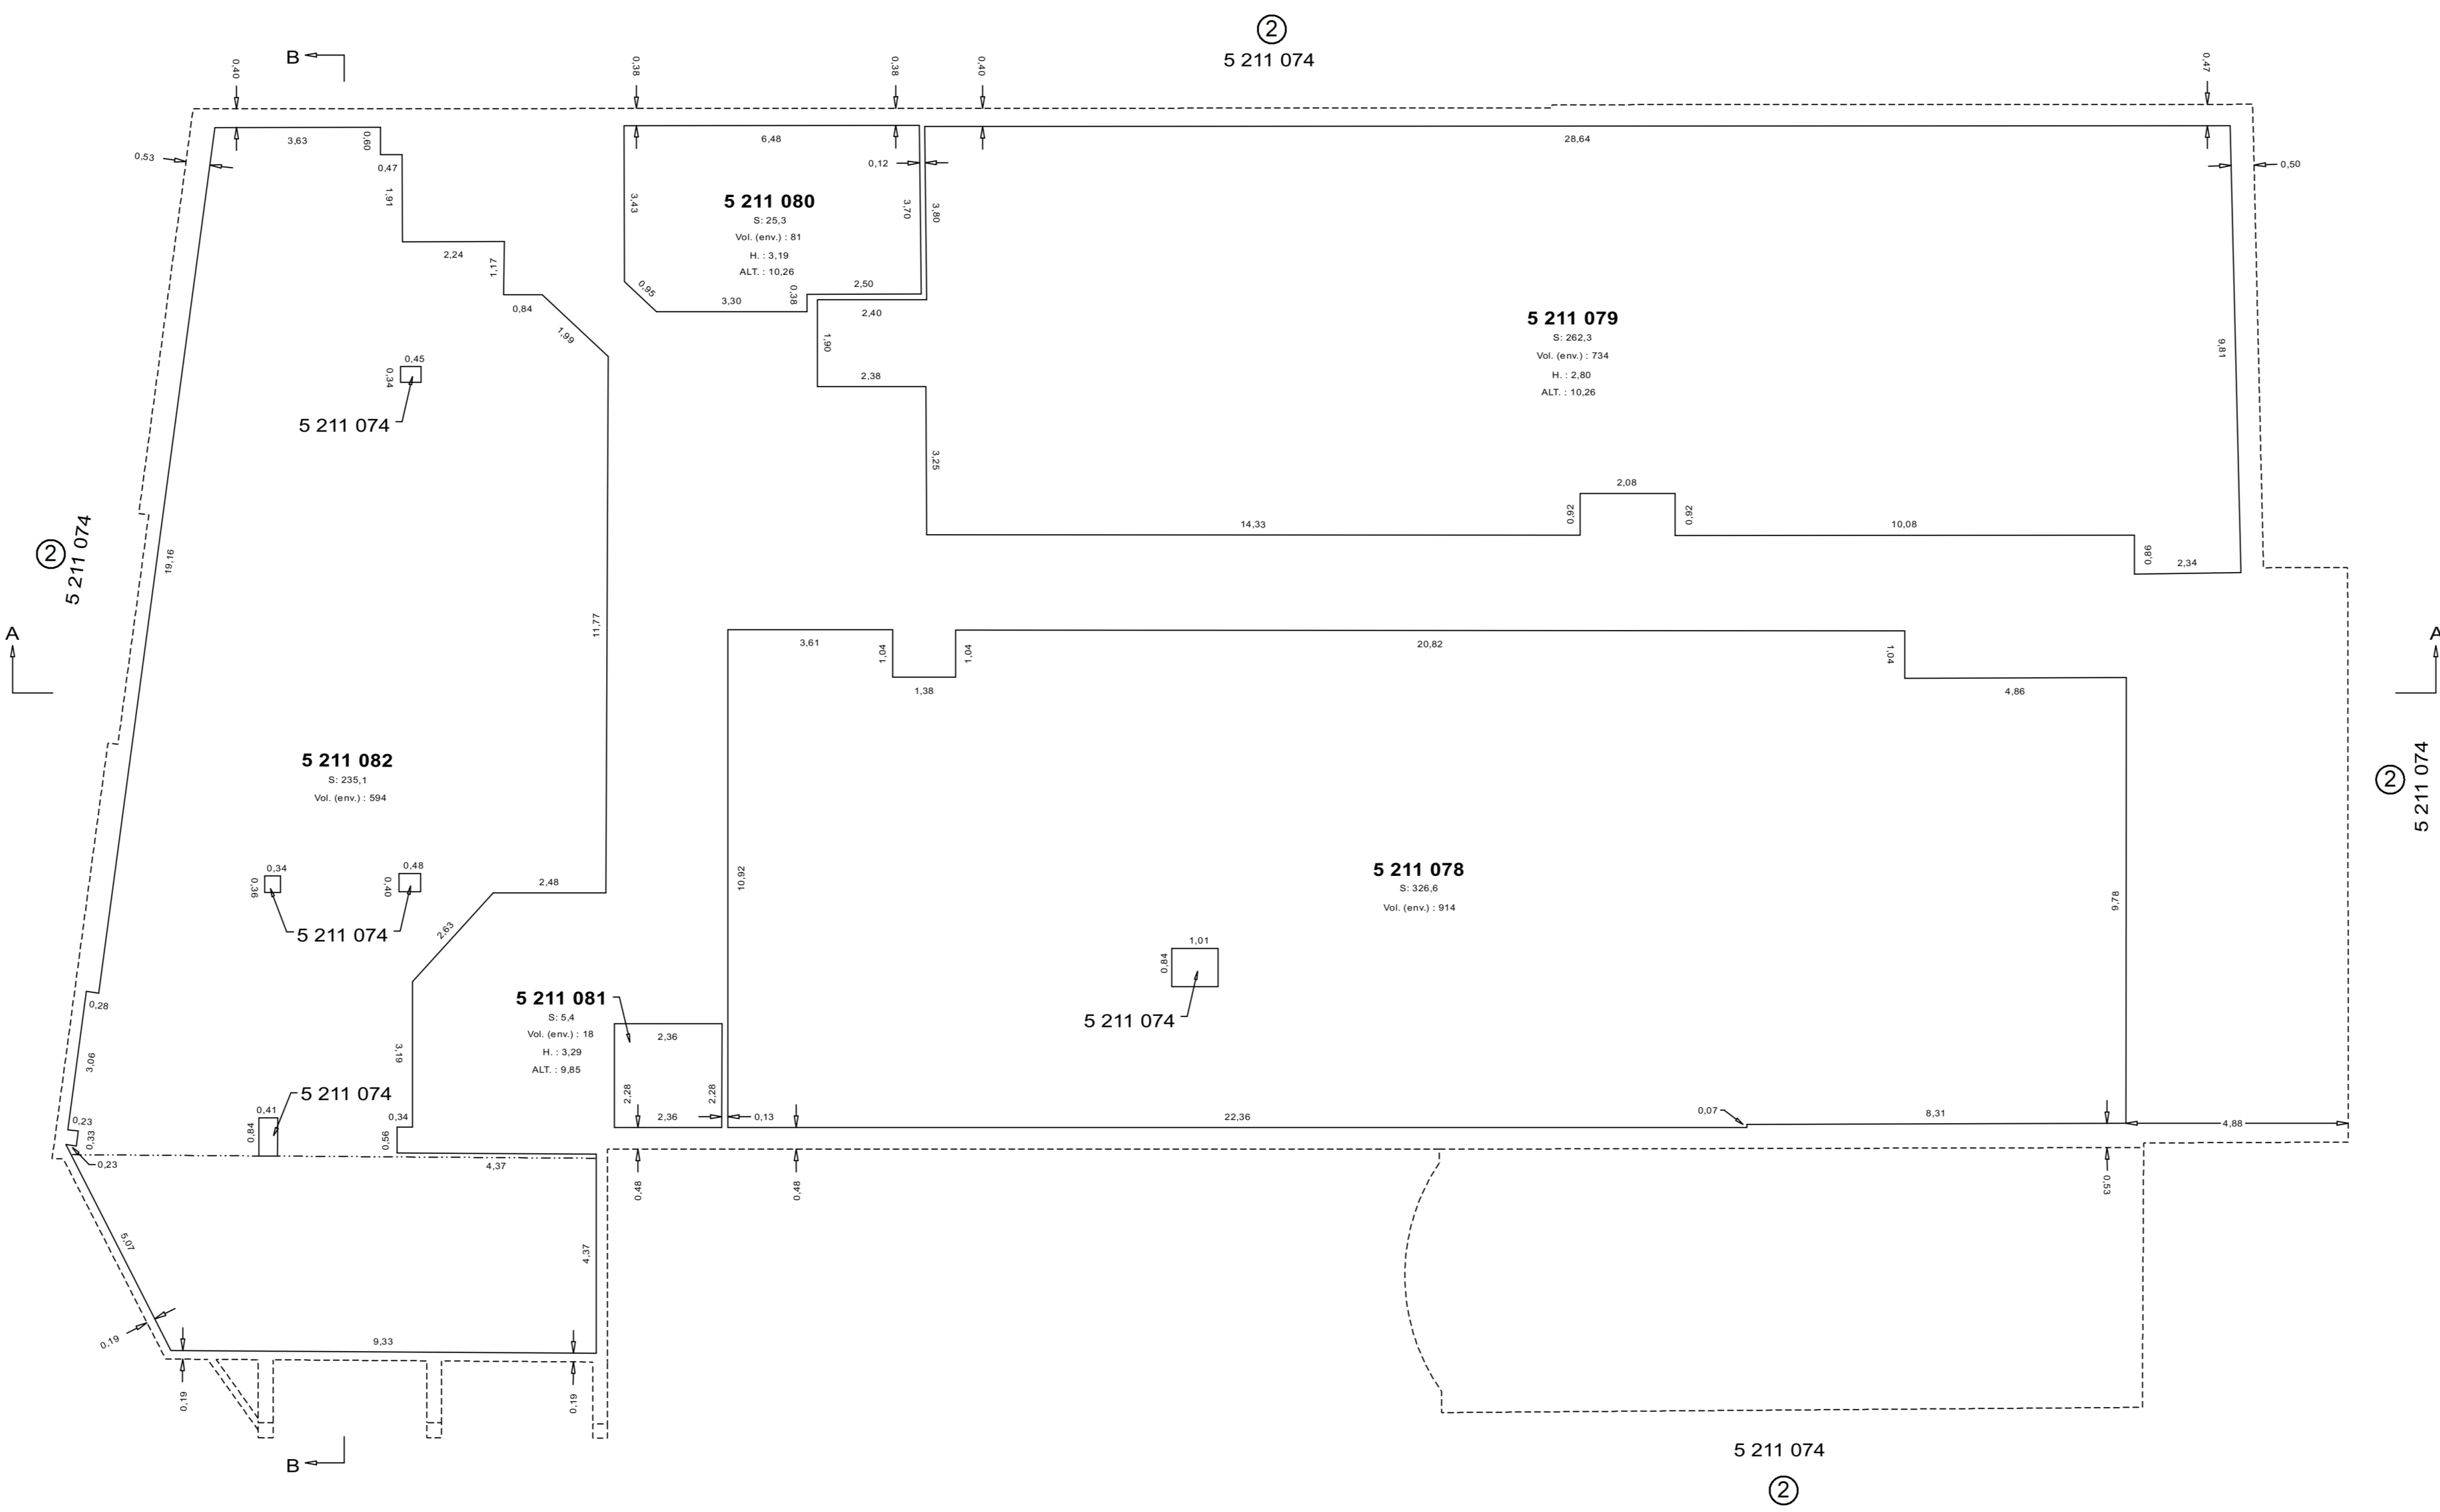 2
5 211 074
B
0,40
0,38
0,38
0,40
0,47
3,63
0,60
0,47
1,91
0,53
6,48
0,12
28,64
0,50
5 211 080
S: 25,3
Vol. (env.) : 81
H. : 3,19
ALT. : 10,26
3,43
3,70
3,80
2,24
1,17
0,84
1,99
0,95
3,30
0,38
2,50
2,40
1,90
2,38
3,25
5 211 079
S: 262,3
Vol. (env.) : 734
H. : 2,80
ALT. : 10,26
9,81
0,45
0,34
5 211 074
2,08
0,92
0,92
14,33
10,08
0,86
2,34
2
5 211 074
19,16
11,77
A
A
3,61
1,04
1,04
1,38
20,82
1,04
4,86
5 211 082
S: 235,1
Vol. (env.) : 594
2
5 211 074
0,34
0,36
0,48
0,40
5 211 074
2,48
2,63
10,92
5 211 078
S: 326,6
Vol. (env.) : 914
9,78
1,01
0,84
5 211 074
5 211 081
S: 5,4
Vol. (env.) : 18
H. : 3,29
ALT. : 9,85
2,36
2,28
2,28
2,36
0,13
0,28
3,06
3,19
5 211 074
0,41
0,84
0,34
0,56
0,23
0,33
0,23
4,37
22,36
0,07
8,31
4,88
0,48
0,48
0,53
5,07
4,37
0,19
9,33
0,19
0,19
B
5 211 074
2